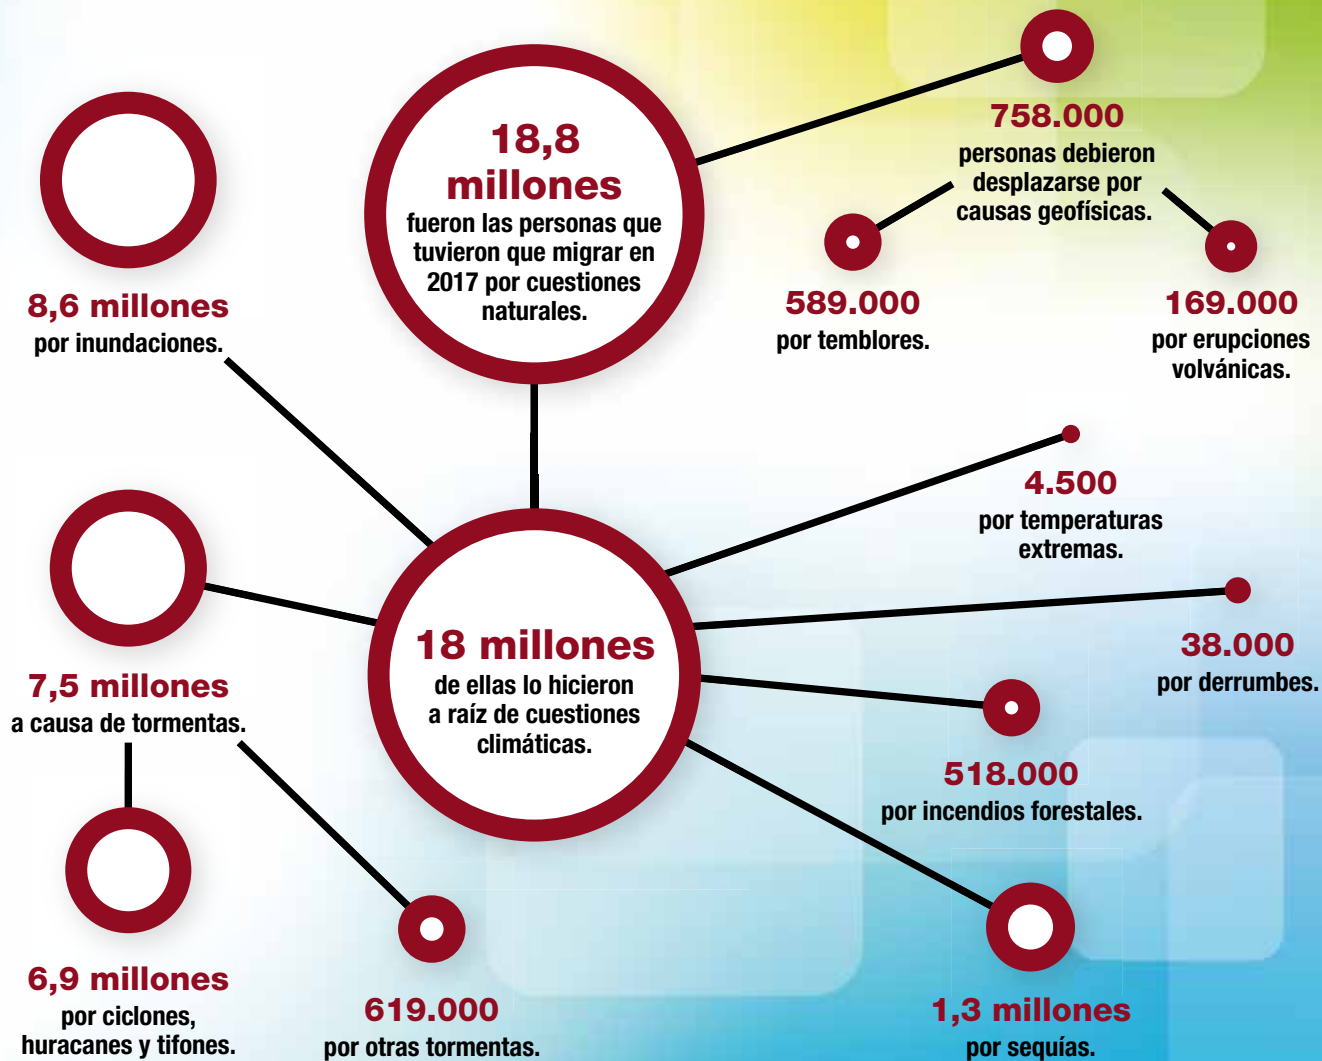 18,8
millones
fueron las personas que
tuvieron que migrar en
2017 por cuestiones
naturales.
758.000
personas debieron
desplazarse por
causas geofísicas.
589.000
por temblores.
169.000
por erupciones
volvánicas.
8,6 millones
por inundaciones.
4.500
por temperaturas
extremas.
18 millones
de ellas lo hicieron
a raíz de cuestiones
climáticas.
38.000
por derrumbes.
7,5 millones
a causa de tormentas.
518.000
por incendios forestales.
6,9 millones
por ciclones,
huracanes y tifones.
619.000
por otras tormentas.
1,3 millones
por sequías.